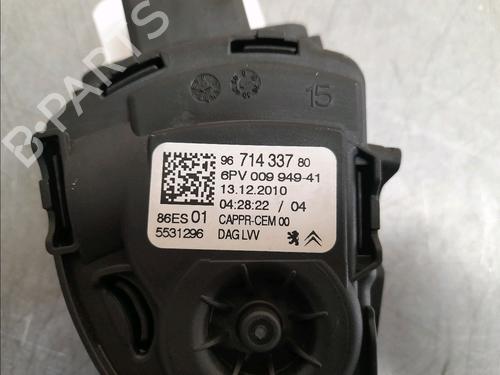 15
96 714 337 80
6PV 009 949-41
13.12.2010
04:28:22 / 04
86ES 01 CAPPR-CEM 00
5531296 DAG LVV
B-PARTS